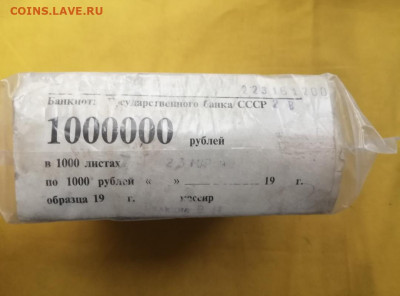 COINS.LAVE.RU
Банкнот: Государственного банка СССР
1000000 рублей
в 1000 листах
по 1000 рублей « » 19 г.
образца 19 г. кассир